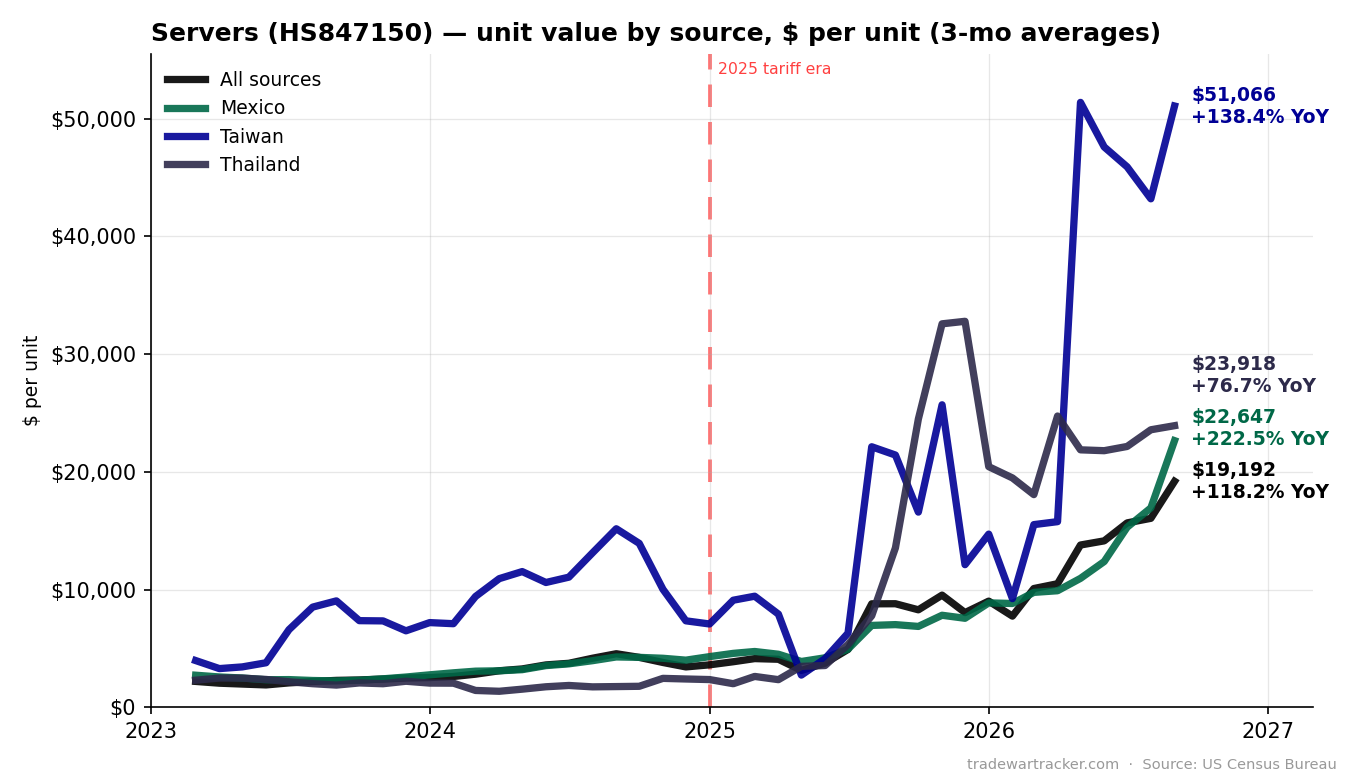 Servers (HS847150) — unit value by source, $ per unit (3-mo averages)
2025 tariff era
All sources
Mexico
Taiwan
Thailand
$51,066
+138.4% YoY
$23,918
+76.7% YoY
$22,647
+222.5% YoY
$19,192
+118.2% YoY
$ per unit
$50,000
$40,000
$30,000
$20,000
$10,000
$0
2023
2024
2025
2026
2027
tradewartracker.com · Source: US Census Bureau